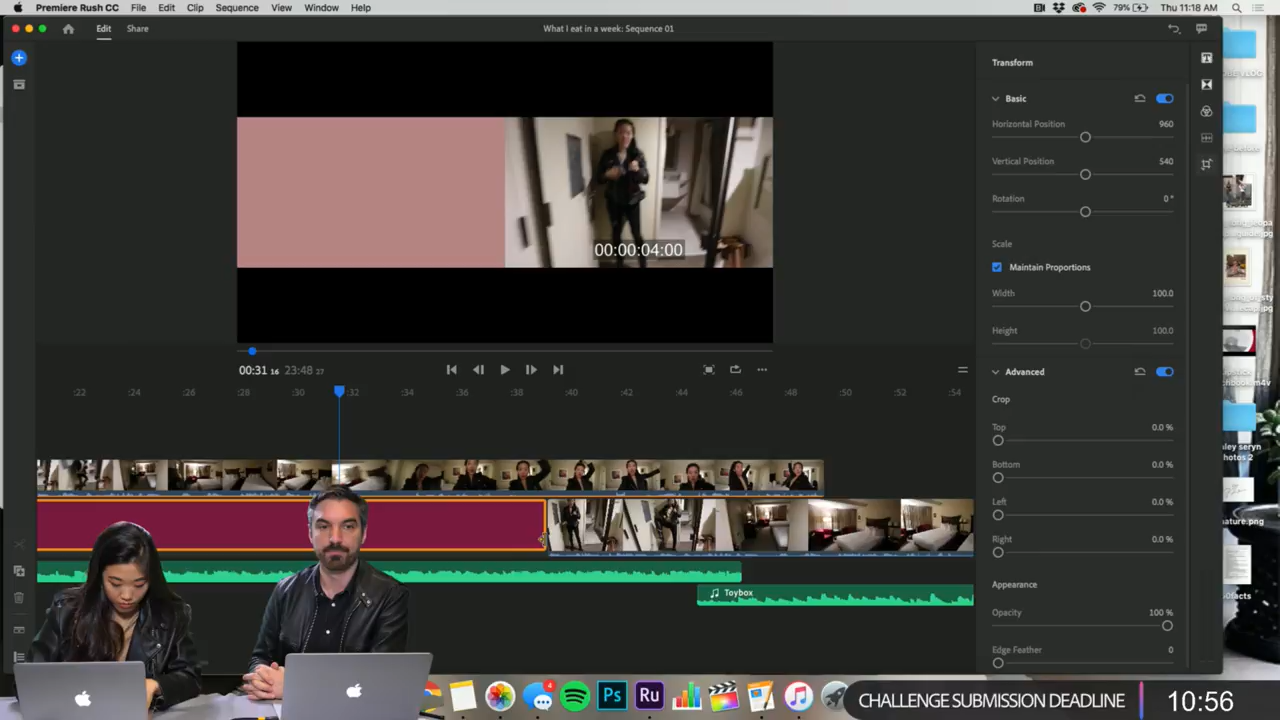 Premiere Rush CC File Edit Clip Sequence View Window Help 79% Thu 11:18 AM
Edit Share What I eat in a week: Sequence 01
Transform
Basic
Horizontal Position 960
Vertical Position 540
Rotation 0°
Scale
Maintain Proportions
Width 100.0
Height 100.0
Advanced
Crop
Top 0.0 %
Bottom 0.0 %
Left 0.0 %
Right 0.0 %
Appearance
Opacity 100 %
Edge Feather 0
00:00:04:00
00:31 16 23:48 27
:22 :24 :26 :28 :30 :32 :34 :36 :38 :40 :42 :44 :46 :48 :50 :52 :54
Toybox
4
Ps
Ru
CHALLENGE SUBMISSION DEADLINE 10:56